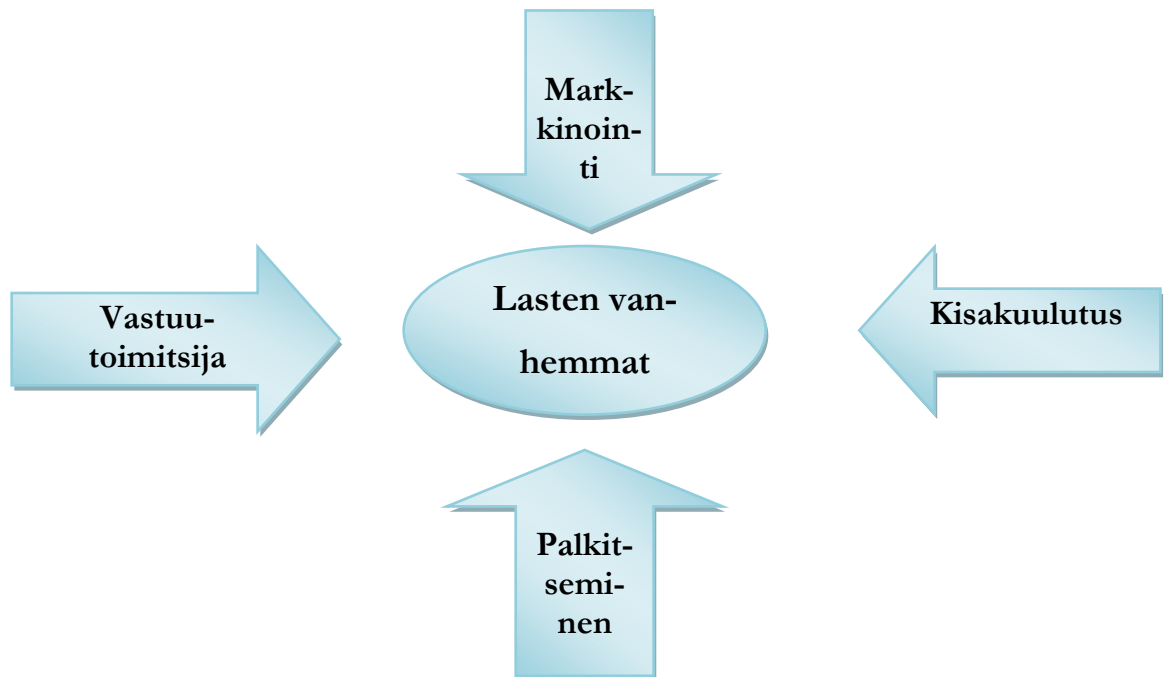 Mark-
kinoin-
ti
Lasten van-
hemmat
Vastuu-
toimitsija
Kisakuulutus
Palkit-
semi-
nen